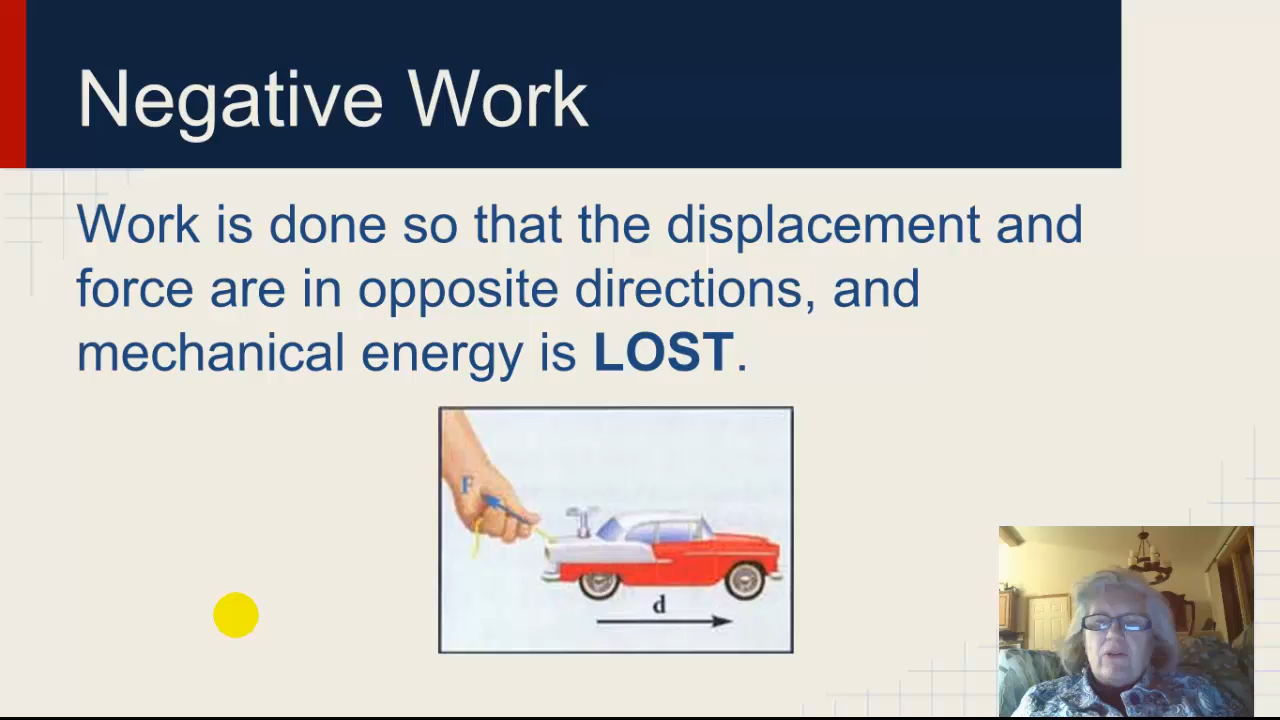 Negative Work
Work is done so that the displacement and
force are in opposite directions, and
mechanical energy is LOST.
F
d